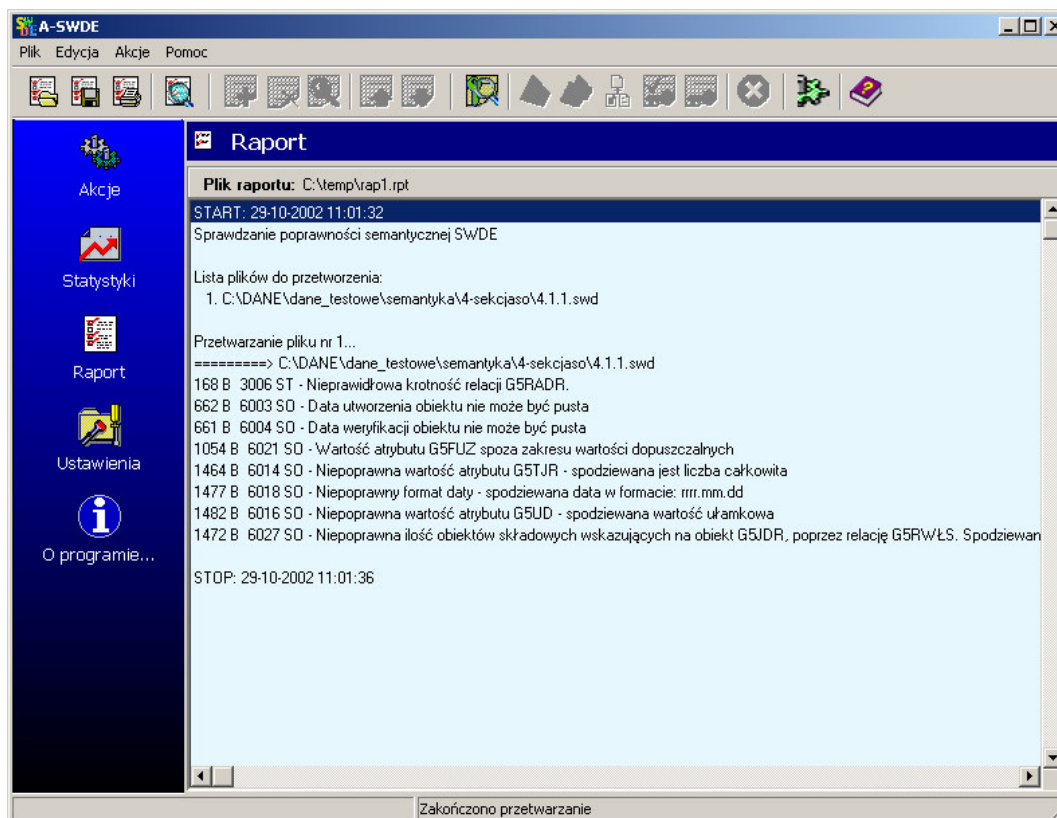 A-SWDE
Plik Edycja Akcje Pomoc
Akcje
Statystyki
Raport
Ustawienia
O programie...
Raport
Plik raportu: C:\temp\rap1.rpt
START: 29-10-2002 11:01:32
Sprawdzanie poprawności semantycznej SWDE
Lista plików do przetworzenia:
1. C:\DANE\dane_testowe\semantyka\4-sekcjaso\4.1.1.swd
Przetwarzanie pliku nr 1...
=========> C:\DANE\dane_testowe\semantyka\4-sekcjaso\4.1.1.swd
168 B 3006 ST - Nieprawidłowa krotność relacji G5RADR.
662 B 6003 SO - Data utworzenia obiektu nie może być pusta
661 B 6004 SO - Data weryfikacji obiektu nie może być pusta
1054 B 6021 SO - Wartość atrybutu G5FUZ spoza zakresu wartości dopuszczalnych
1464 B 6014 SO - Niepoprawna wartość atrybutu G5TJR - spodziewana jest liczba całkowita
1477 B 6018 SO - Niepoprawny format daty - spodziewana data w formacie: rrrr.mm.dd
1482 B 6016 SO - Niepoprawna wartość atrybutu G5UD - spodziewana wartość ułamkowa
1472 B 6027 SO - Niepoprawna ilość obiektów składowych wskazujących na obiekt G5JDR, poprzez relację G5RWŁS. Spodziewan
STOP: 29-10-2002 11:01:36
Zakończono przetwarzanie